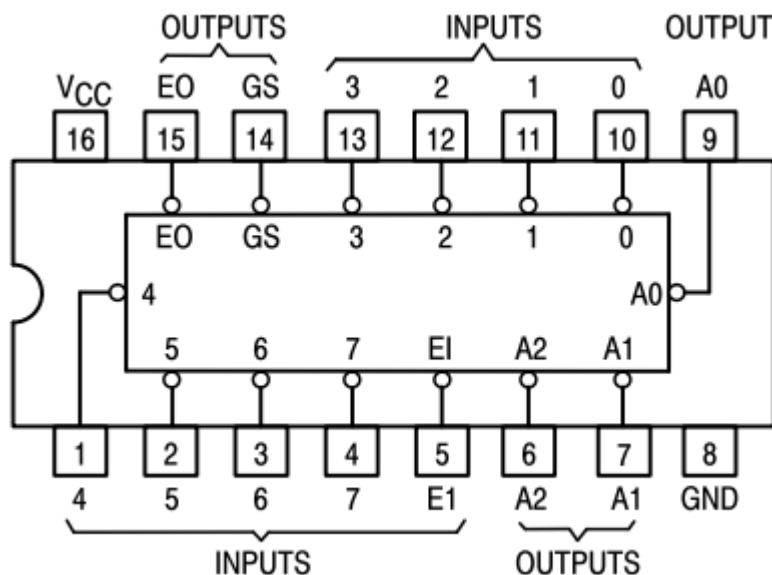 OUTPUTS INPUTS OUTPUT
VCC EO GS 3 2 1 0 A0
16 15 14 13 12 11 10 9
EO GS 3 2 1 0
4 A0
5 6 7 EI A2 A1
1 2 3 4 5 6 7 8
4 5 6 7 E1 A2 A1 GND
INPUTS OUTPUTS